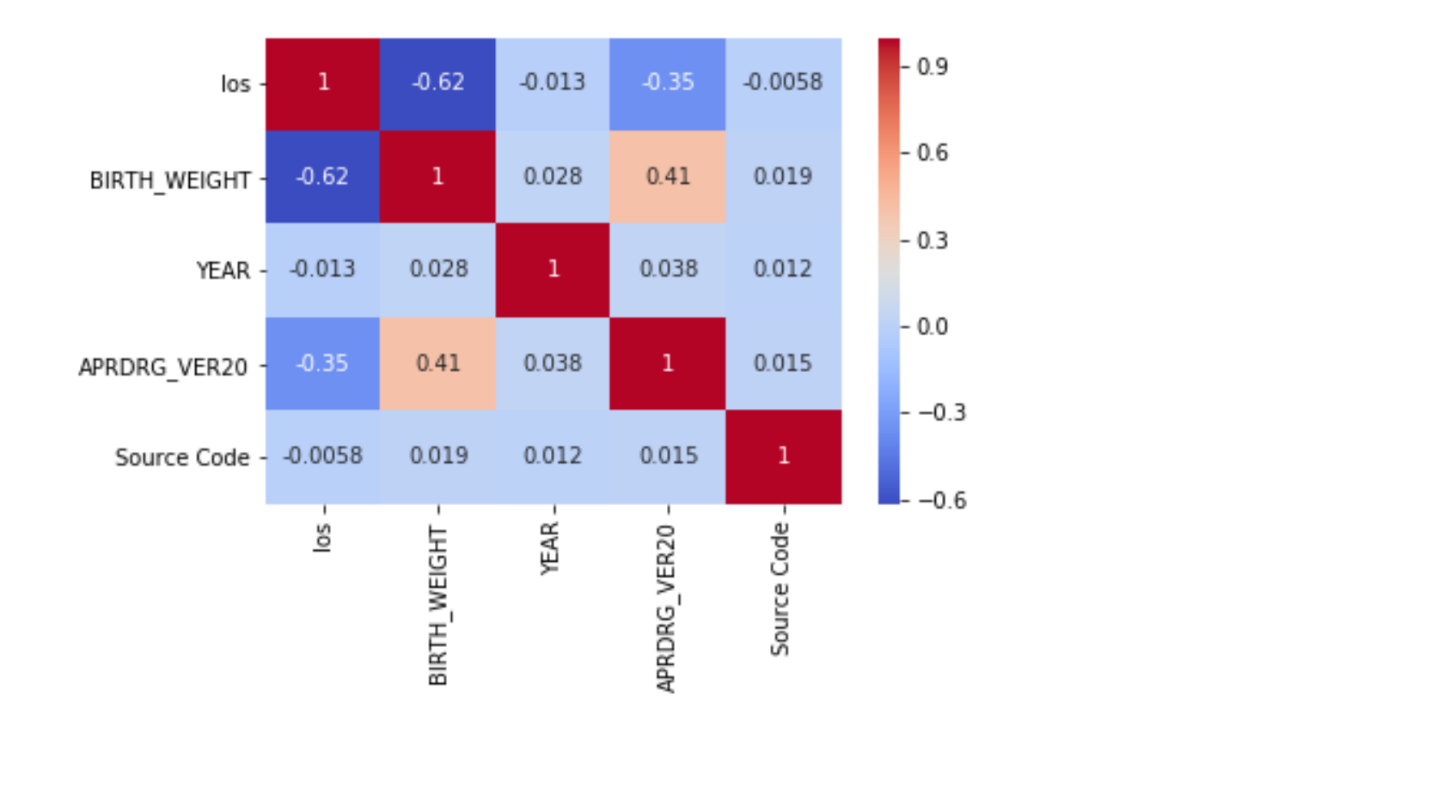 los 1 -0.62 -0.013 -0.35 -0.0058
BIRTH_WEIGHT -0.62 1 0.028 0.41 0.019
YEAR -0.013 0.028 1 0.038 0.012
APRDRG_VER20 -0.35 0.41 0.038 1 0.015
Source Code -0.0058 0.019 0.012 0.015 1
los
BIRTH_WEIGHT
YEAR
APRDRG_VER20
Source Code
0.9
0.6
0.3
0.0
−0.3
−0.6